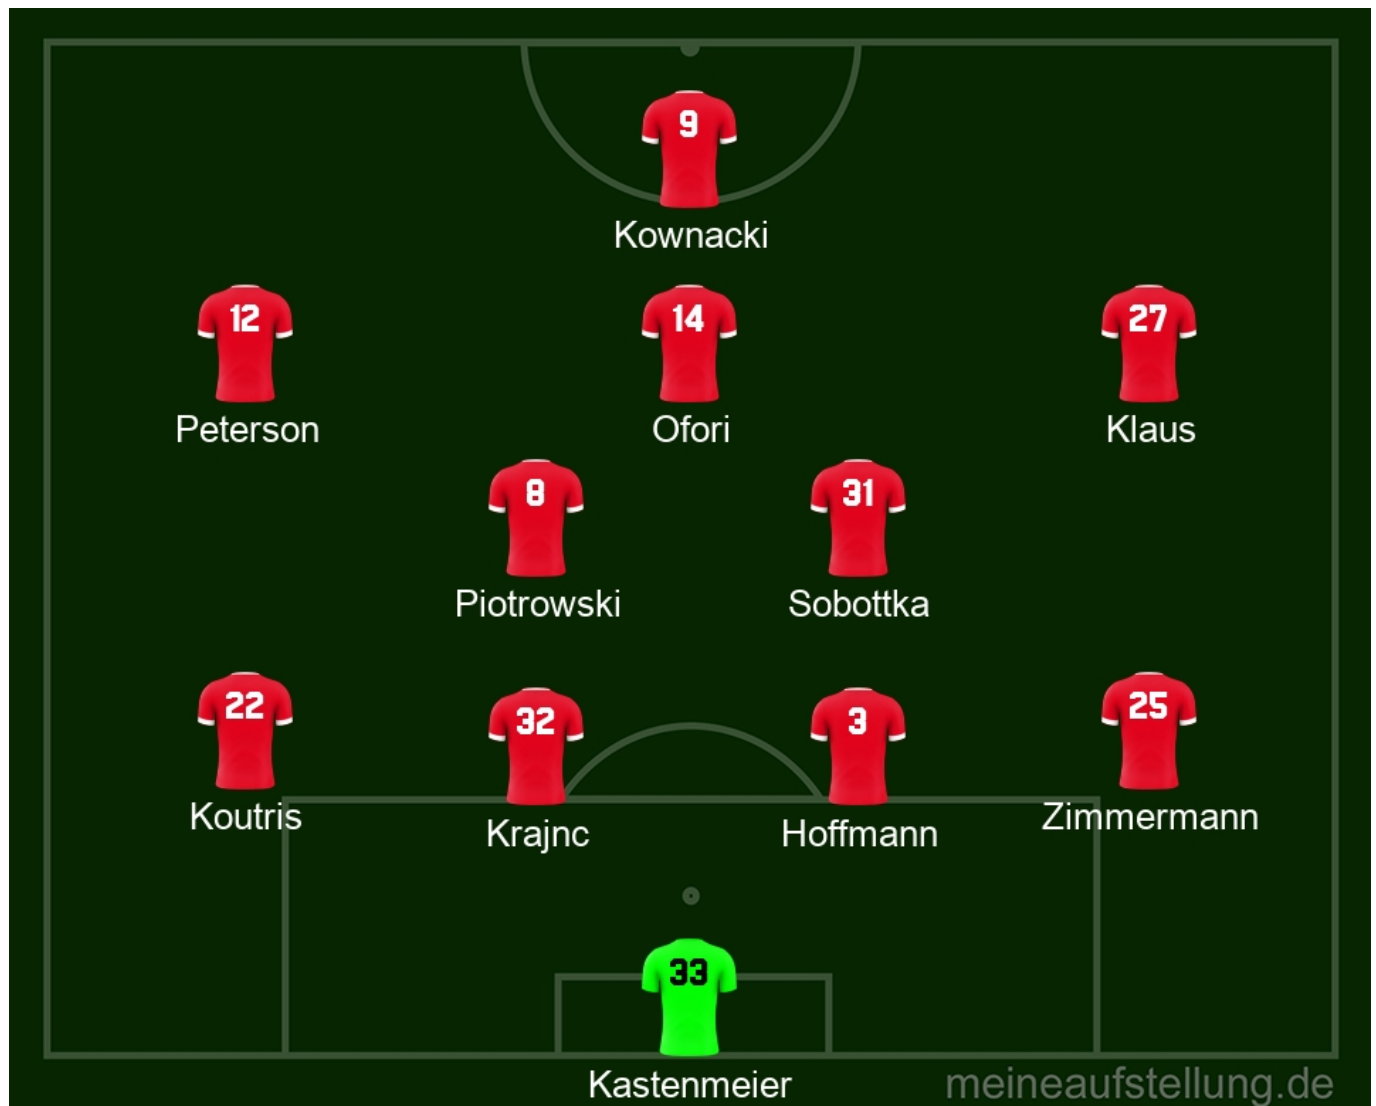 9
Kownacki
12 14 27
Peterson Ofori Klaus
8 31
Piotrowski Sobottka
22 32 3 25
Koutris Krajnc Hoffmann Zimmermann
33
Kastenmeier
meineaufstellung.de